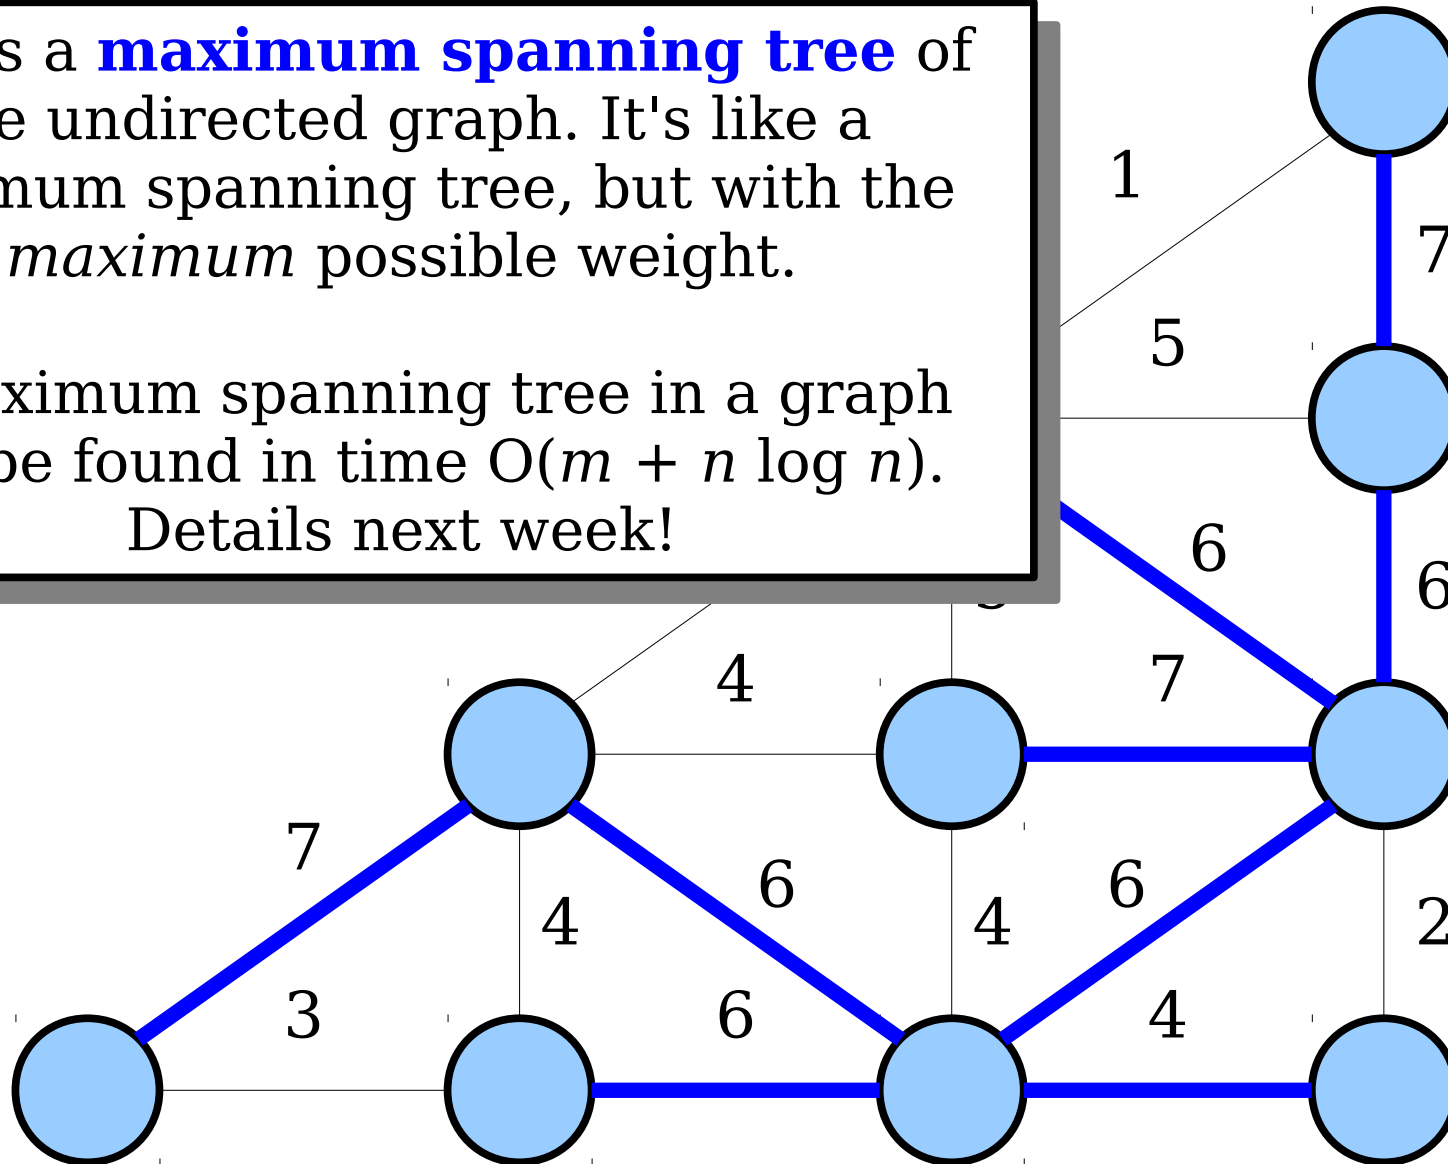 s a maximum spanning tree of
e undirected graph. It's like a
mum spanning tree, but with the
maximum possible weight.
ximum spanning tree in a graph
be found in time O(m + n log n).
Details next week!
1
7
5
6
6
4
7
7
6
6
4
4
2
3
6
4